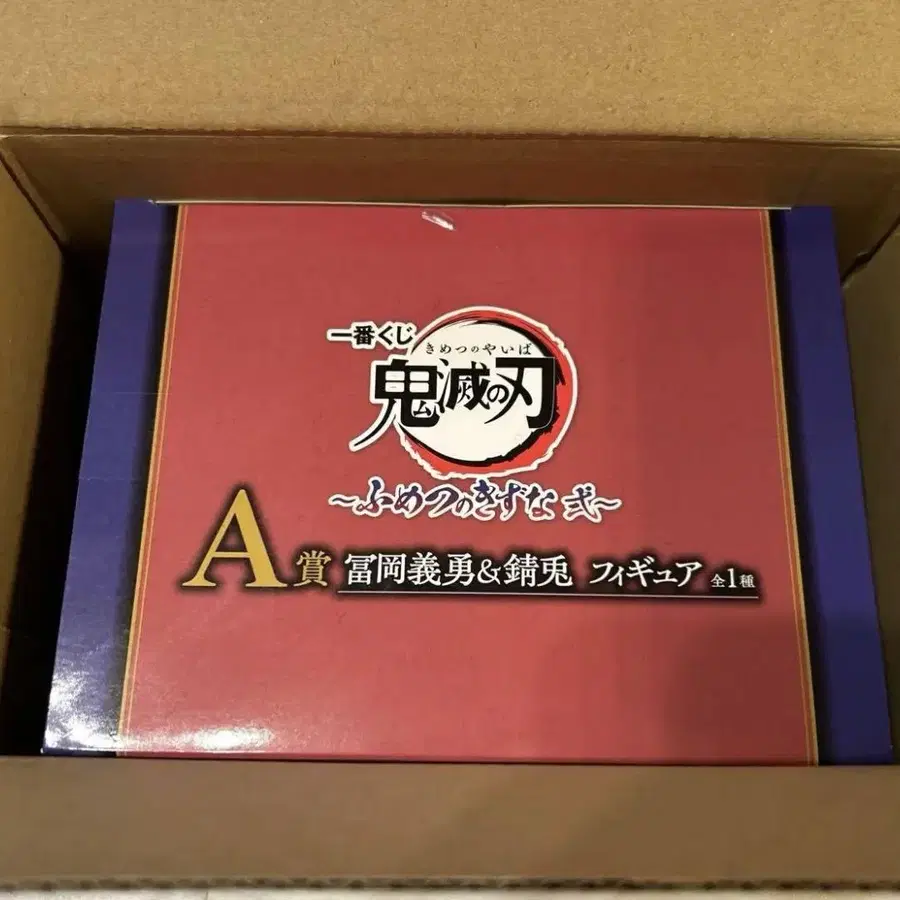 一番くじ
きめつのやいば
鬼滅の刃
～ふめつのきずな 弐～
A賞 冨岡義勇&錆兎 フィギュア 全1種